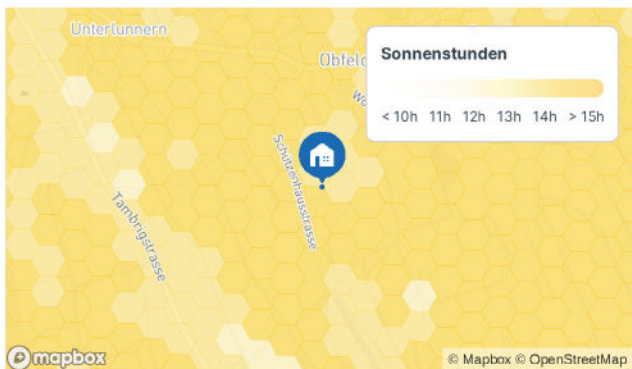 Unterlunnern
Obfeld
Sonnenstunden
< 10h 11h 12h 13h 14h > 15h
Schützenhausstrasse
Tambrigstrasse
mapbox
© Mapbox © OpenStreetMap